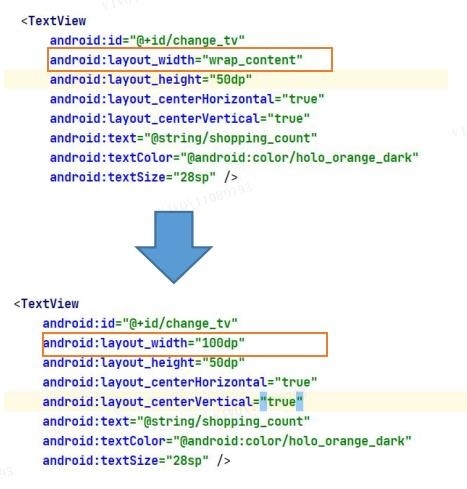 <TextView
android:id="@+id/change_tv"
android:layout_width="wrap_content"
android:layout_height="50dp"
android:layout_centerHorizontal="true"
android:layout_centerVertical="true"
android:text="@string/shopping_count"
android:textColor="@android:color/holo_orange_dark"
android:textSize="28sp" />
<TextView
android:id="@+id/change_tv"
android:layout_width="100dp"
android:layout_height="50dp"
android:layout_centerHorizontal="true"
android:layout_centerVertical="true"
android:text="@string/shopping_count"
android:textColor="@android:color/holo_orange_dark"
android:textSize="28sp" />